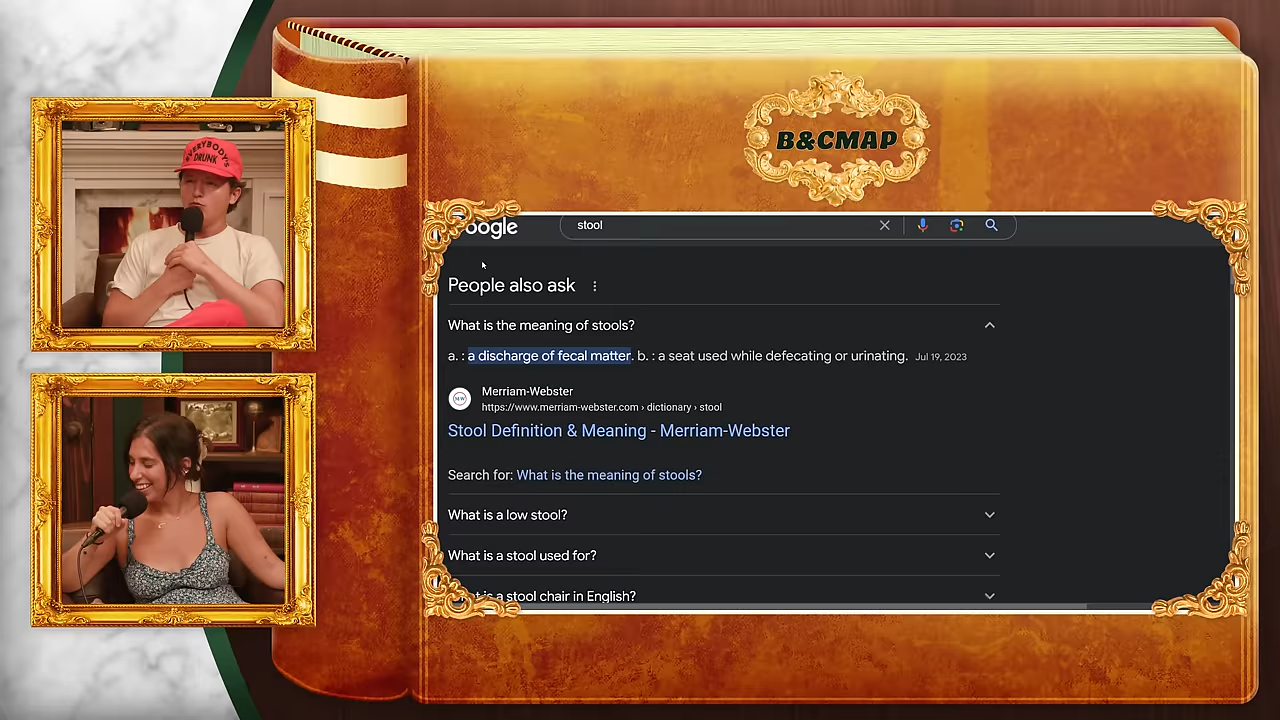 EVERYBODY'S
DRUNK
B&CMAP
oogle
stool
People also ask
What is the meaning of stools?
a. : a discharge of fecal matter. b. : a seat used while defecating or urinating. Jul 19, 2023
Merriam-Webster
https://www.merriam-webster.com › dictionary › stool
Stool Definition & Meaning - Merriam-Webster
Search for: What is the meaning of stools?
What is a low stool?
What is a stool used for?
is a stool chair in English?